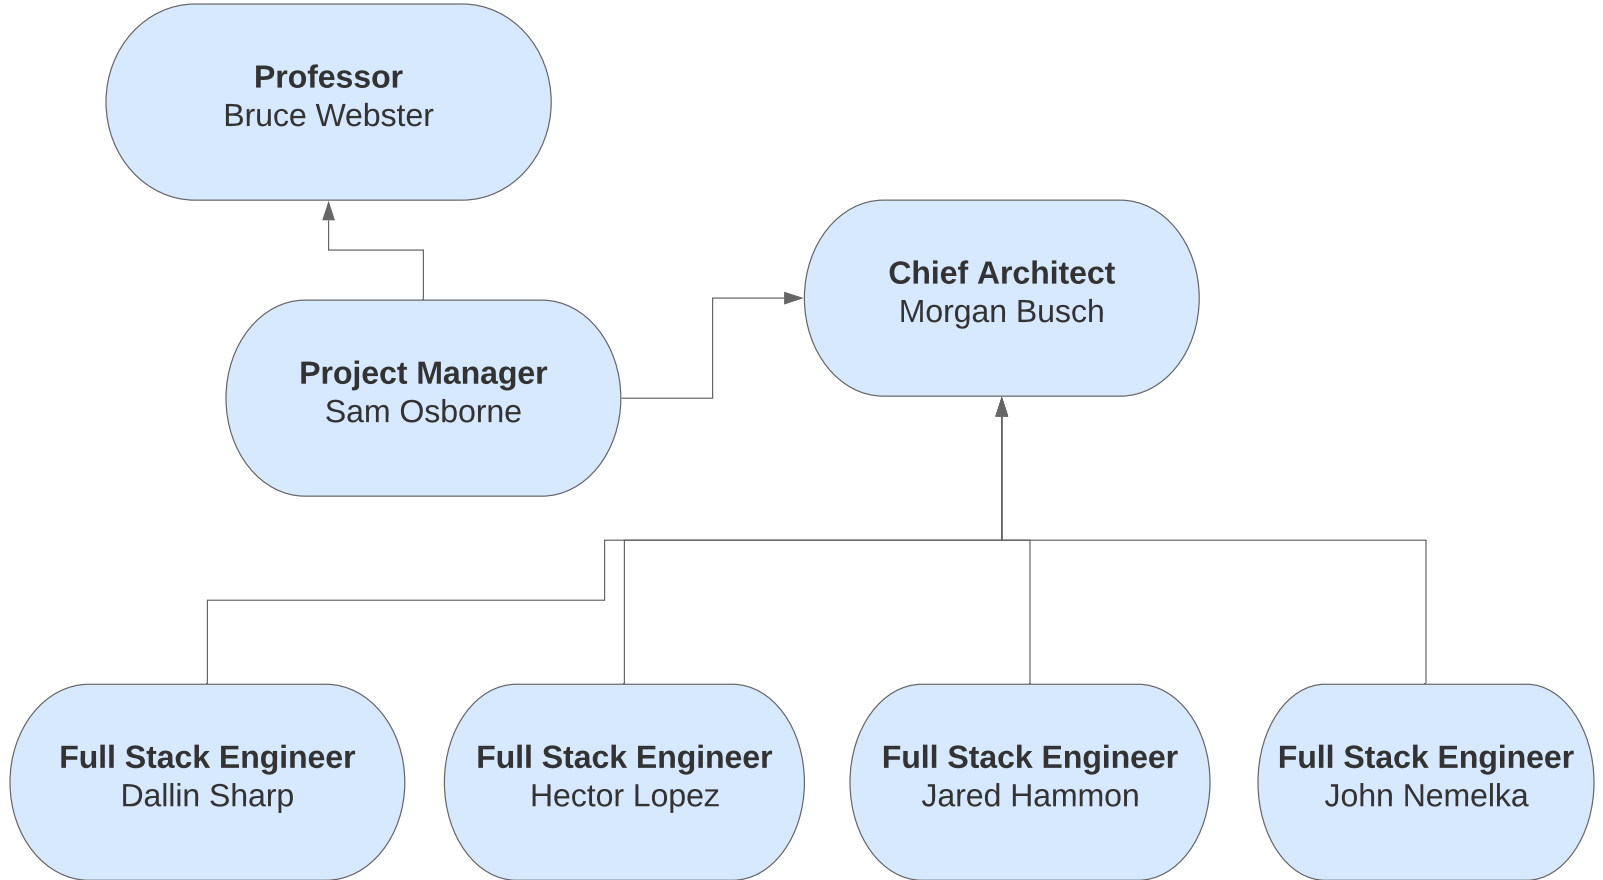 Professor
Bruce Webster
Chief Architect
Morgan Busch
Project Manager
Sam Osborne
Full Stack Engineer
Dallin Sharp
Full Stack Engineer
Hector Lopez
Full Stack Engineer
Jared Hammon
Full Stack Engineer
John Nemelka